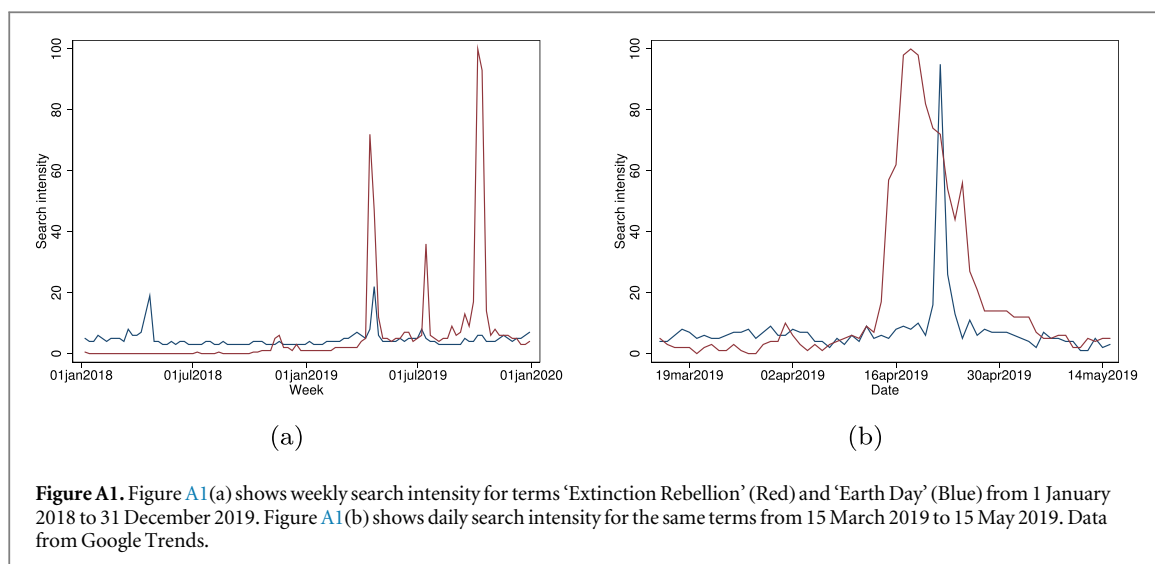 100
80
60
40
20
0
Search intensity
01jan2018 01jul2018 01jan2019 01jul2019 01jan2020
Week
(a)
100
80
60
40
20
0
Search intensity
19mar2019 02apr2019 16apr2019 30apr2019 14may2019
Date
(b)
Figure A1. Figure A1(a) shows weekly search intensity for terms ‘Extinction Rebellion’ (Red) and ‘Earth Day’ (Blue) from 1 January
2018 to 31 December 2019. Figure A1(b) shows daily search intensity for the same terms from 15 March 2019 to 15 May 2019. Data
from Google Trends.